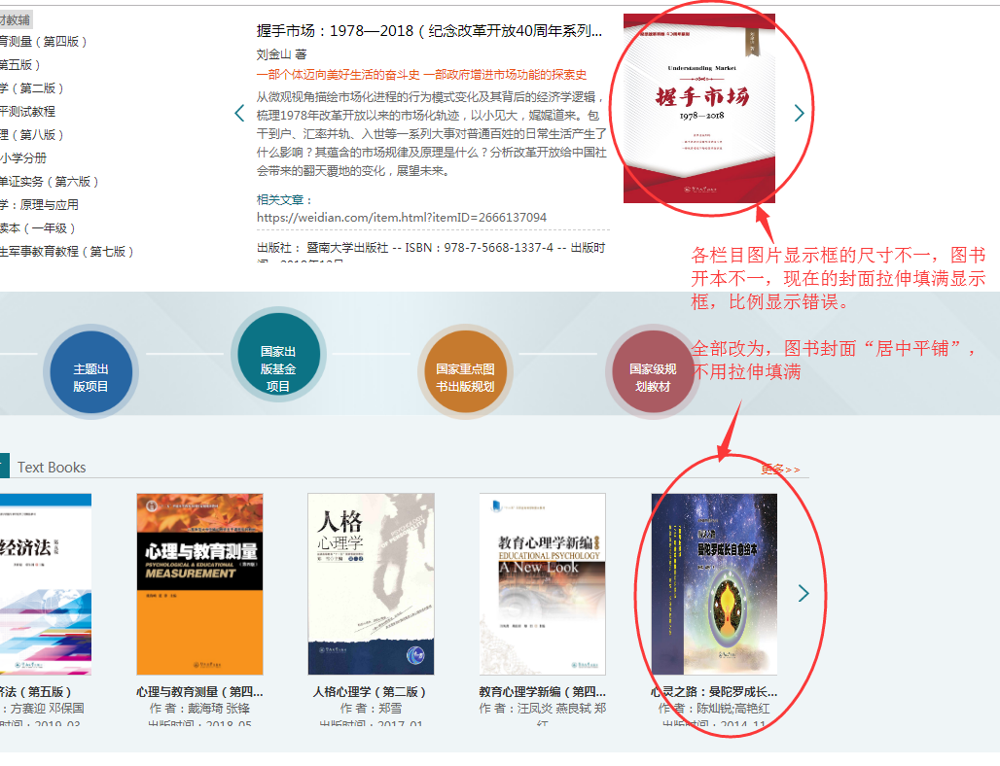 材教辅
育测量（第四版）
第五版）
学（第二版）
平测试教程
理（第八版）
小学分册
单证实务（第六版）
学：原理与应用
读本（一年级）
生军事教育教程（第七版）
握手市场：1978—2018（纪念改革开放40周年系列...
刘金山 著
一部个体迈向美好生活的奋斗史 一部政府增进市场功能的探索史
从微观视角描绘市场化进程的行为模式变化及其背后的经济学逻辑，
梳理1978年改革开放以来的市场化轨迹，以小见大，娓娓道来。包
干到户、汇率并轨、入世等一系列大事对普通百姓的日常生活产生了
什么影响？其蕴含的市场规律及原理是什么？分析改革开放给中国社
会带来的翻天覆地的变化，展望未来。
相关文章：
https://weidian.com/item.html?itemID=2666137094
出版社： 暨南大学出版社 -- ISBN：978-7-5668-1337-4 -- 出版时
间：2018年12月
Understanding Market
握手市场
1978—2018
各栏目图片显示框的尺寸不一，图书
开本不一，现在的封面拉伸填满显示
框，比例显示错误。
全部改为，图书封面“居中平铺”，
不用拉伸填满
主题出
版项目
国家出
版基金
项目
国家重点图
书出版规划
国家级规
划教材
Text Books
更多>>
经济法
第五版
心理与教育测量
PSYCHOLOGICAL & EDUCATIONAL
MEASUREMENT
人格
心理学
教育心理学新编
EDUCATIONAL PSYCHOLOGY
A New Look
曼陀罗成长自愈绘本
济法（第五版）
：方赛迎 邓保国
时间：2019-03
心理与教育测量（第四...
作 者：戴海琦 张锋
出版时间：2018-05
人格心理学（第二版）
作 者：郑雪
出版时间：2017-01
教育心理学新编（第四...
作 者：汪凤炎 燕良轼 郑
红
心灵之路：曼陀罗成长...
作 者：陈灿锐;高艳红
出版时间：2014-11